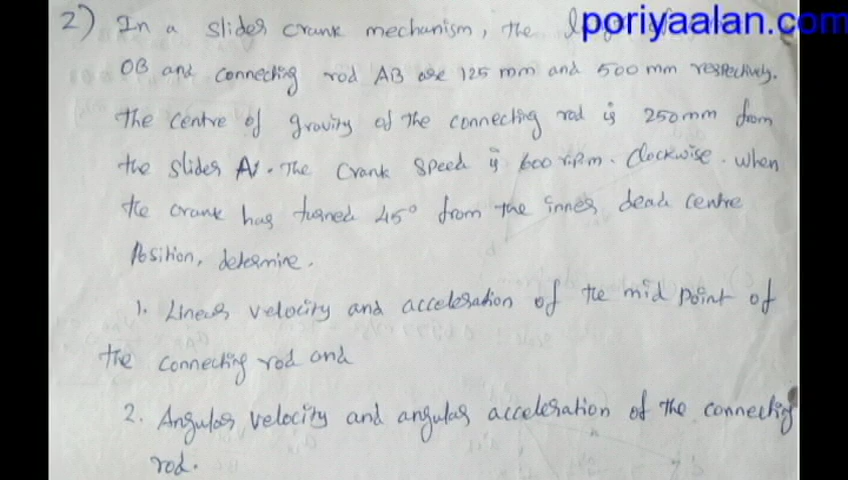 2) In a slider crank mechanism, the
poriyaalan.com
OB and connecting rod AB are 125 mm and 500 mm respectively.
the centre of gravity of the connecting rod is 250mm from
the slider A. The crank speed is 600 r.p.m. clockwise. when
the crank has turned 45° from the inner dead centre
Position, determine.
1. Linear velocity and acceleration of the mid Point of
the connecting rod and
2. Angular velocity and angular acceleration of the connecting
rod.